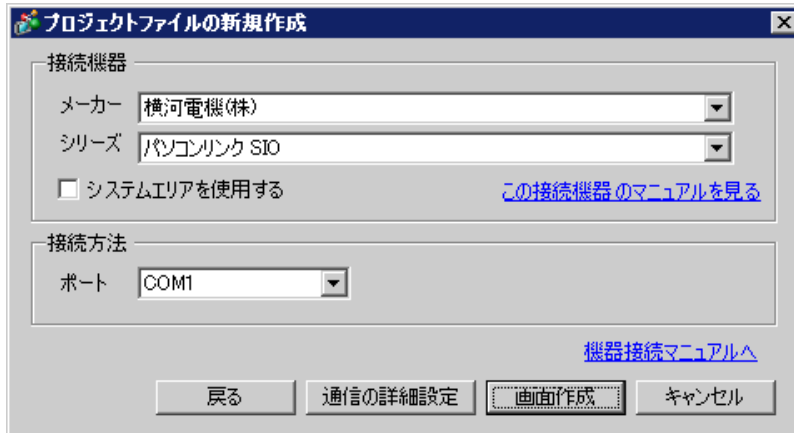 プロジェクトファイルの新規作成
接続機器
メーカー 横河電機(株)
シリーズ パソコンリンク SIO
システムエリアを使用する この接続機器のマニュアルを見る
接続方法
ポート COM1
機器接続マニュアルへ
戻る 通信の詳細設定 画面作成 キャンセル